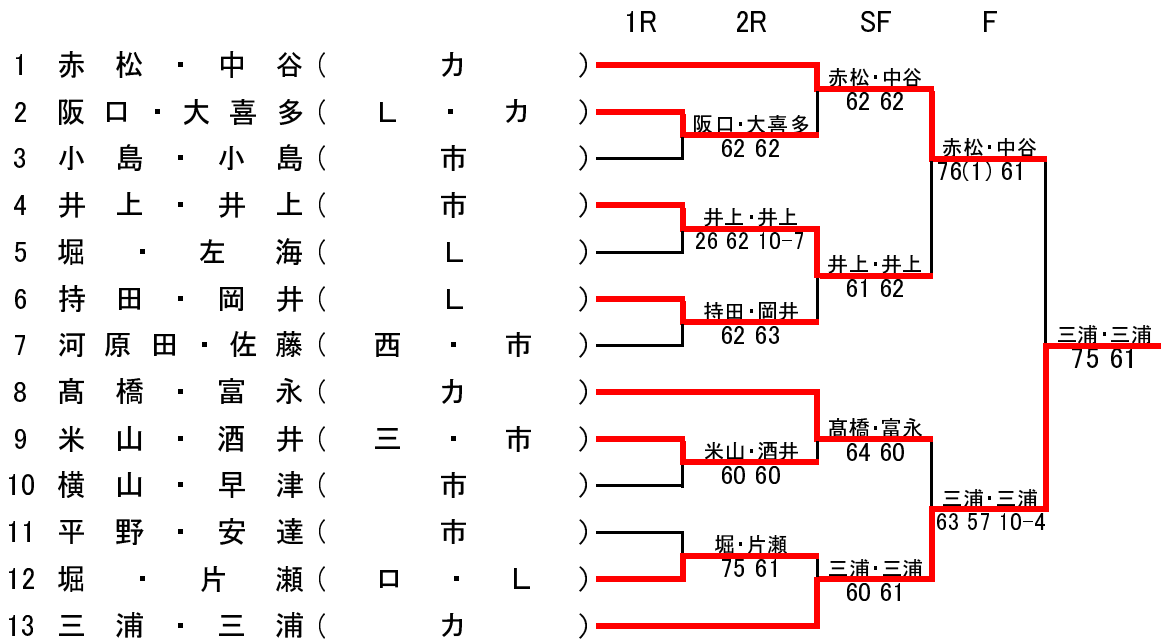 1R 2R SF F
1 赤松・中谷(カ)
赤松・中谷
62 62
2 阪口・大喜多(L・カ)
阪口・大喜多
62 62
3 小島・小島(市)
赤松・中谷
76(1) 61
4 井上・井上(市)
井上・井上
26 62 10-7
5 堀・左海(L)
井上・井上
61 62
6 持田・岡井(L)
持田・岡井
62 63
7 河原田・佐藤(西・市)
三浦・三浦
75 61
8 髙橋・富永(カ)
髙橋・富永
64 60
9 米山・酒井(三・市)
米山・酒井
60 60
10 横山・早津(市)
三浦・三浦
63 57 10-4
11 平野・安達(市)
堀・片瀬
75 61
12 堀・片瀬(ロ・L)
三浦・三浦
60 61
13 三浦・三浦(カ)